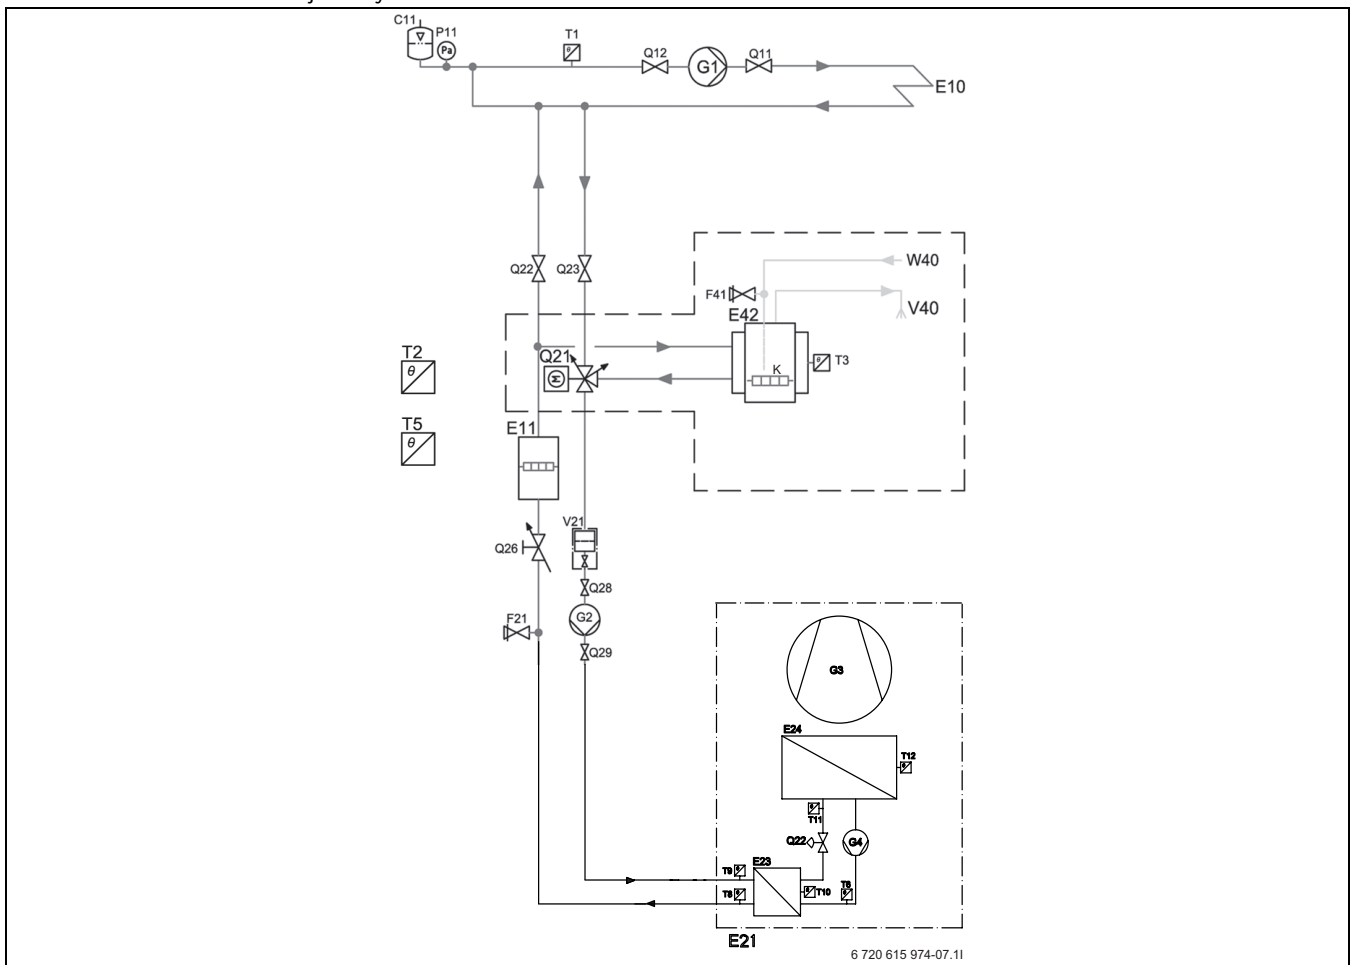 C11
P11
Pa
T1
Q12
G1
Q11
E10
Q22
Q23
W40
F41
V40
E42
T2
θ
Q21
M
K
θ
T3
T5
θ
E11
V21
Q26
Q28
G2
F21
Q29
G3
E24
T12
T11
Q22
G4
E23
T9
T10
T6
T8
E21
6 720 615 974-07.1I